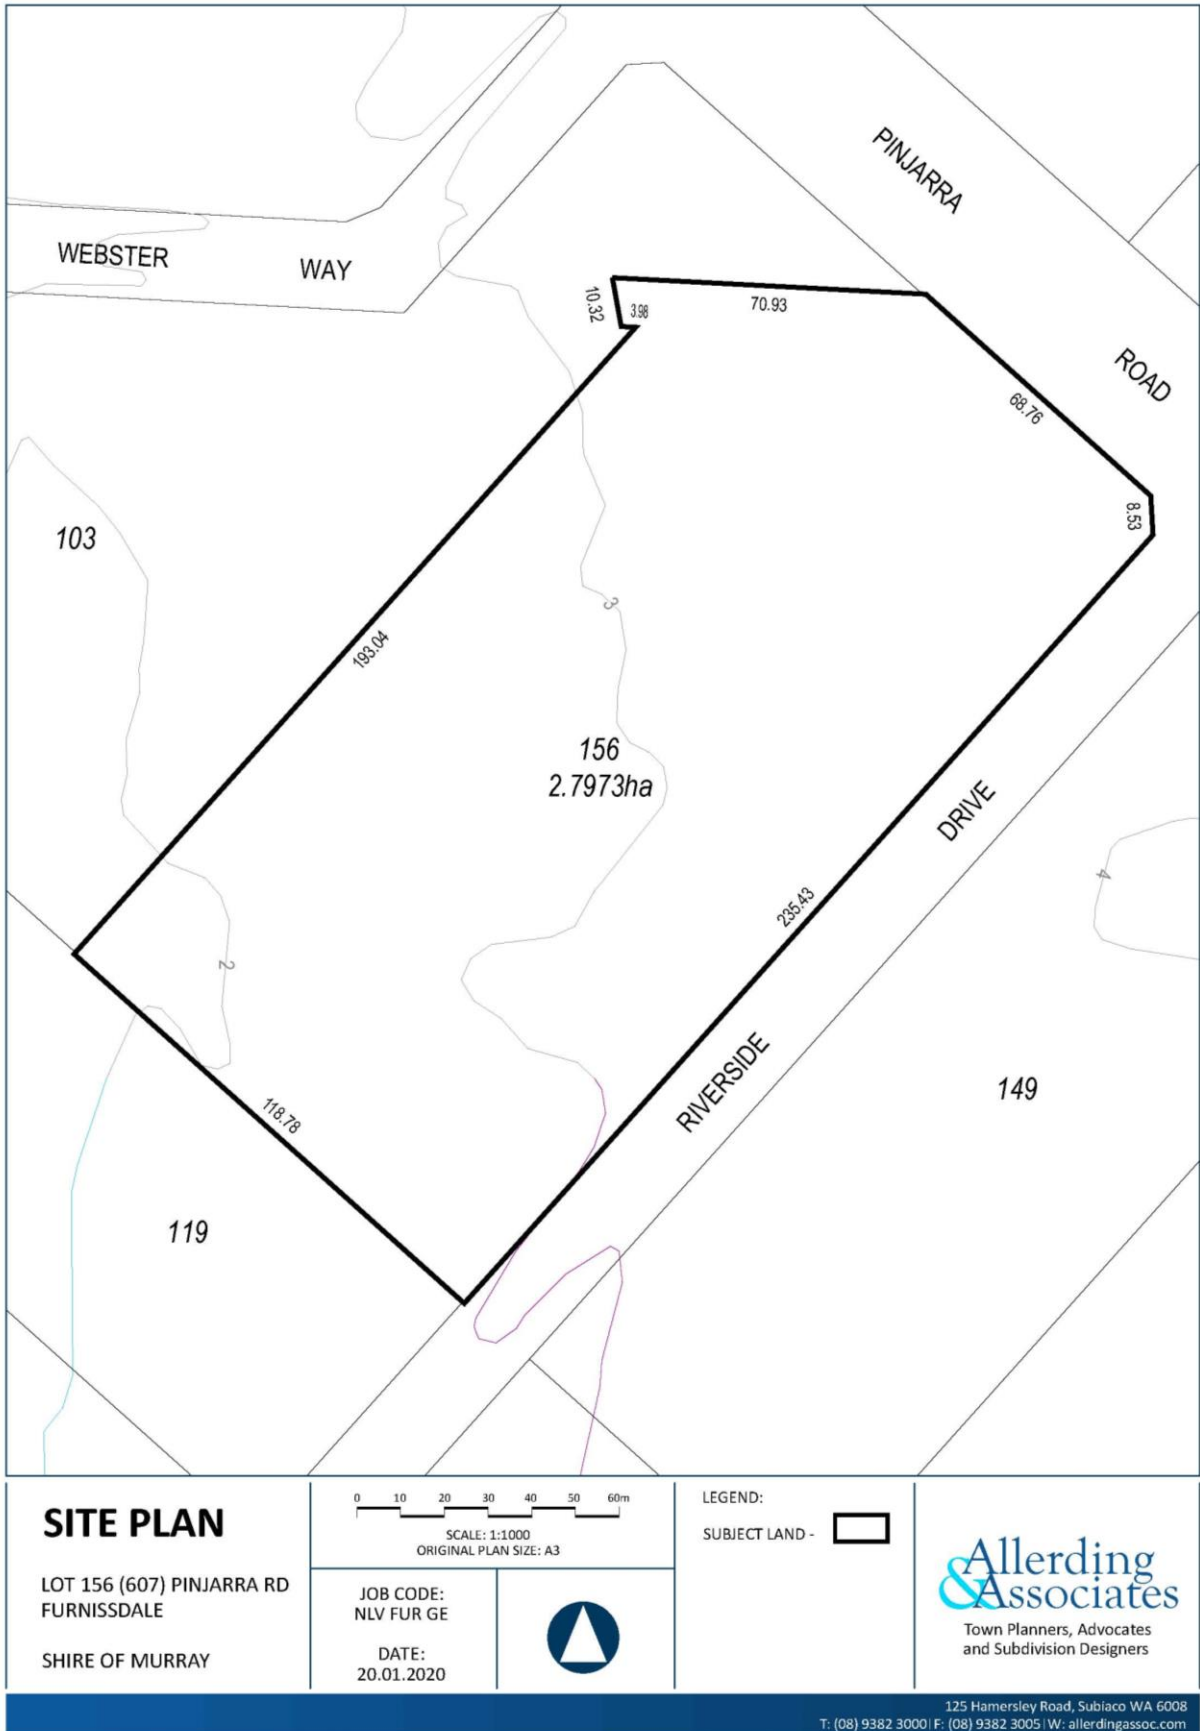 PINJARRA
ROAD
WEBSTER
WAY
10.32
3.98
70.93
68.76
8.53
103
193.04
3
156
2.7973ha
DRIVE
4
235.43
2
RIVERSIDE
149
118.78
119
SITE PLAN
LOT 156 (607) PINJARRA RD
FURNISSDALE
SHIRE OF MURRAY
0 10 20 30 40 50 60m
SCALE: 1:1000
ORIGINAL PLAN SIZE: A3
JOB CODE:
NLV FUR GE
DATE:
20.01.2020
LEGEND:
SUBJECT LAND -
Allerding
& Associates
Town Planners, Advocates
and Subdivision Designers
125 Hamersley Road, Subiaco WA 6008
T: (08) 9382 3000 | F: (08) 9382 3005 | W: allerdingassoc.com